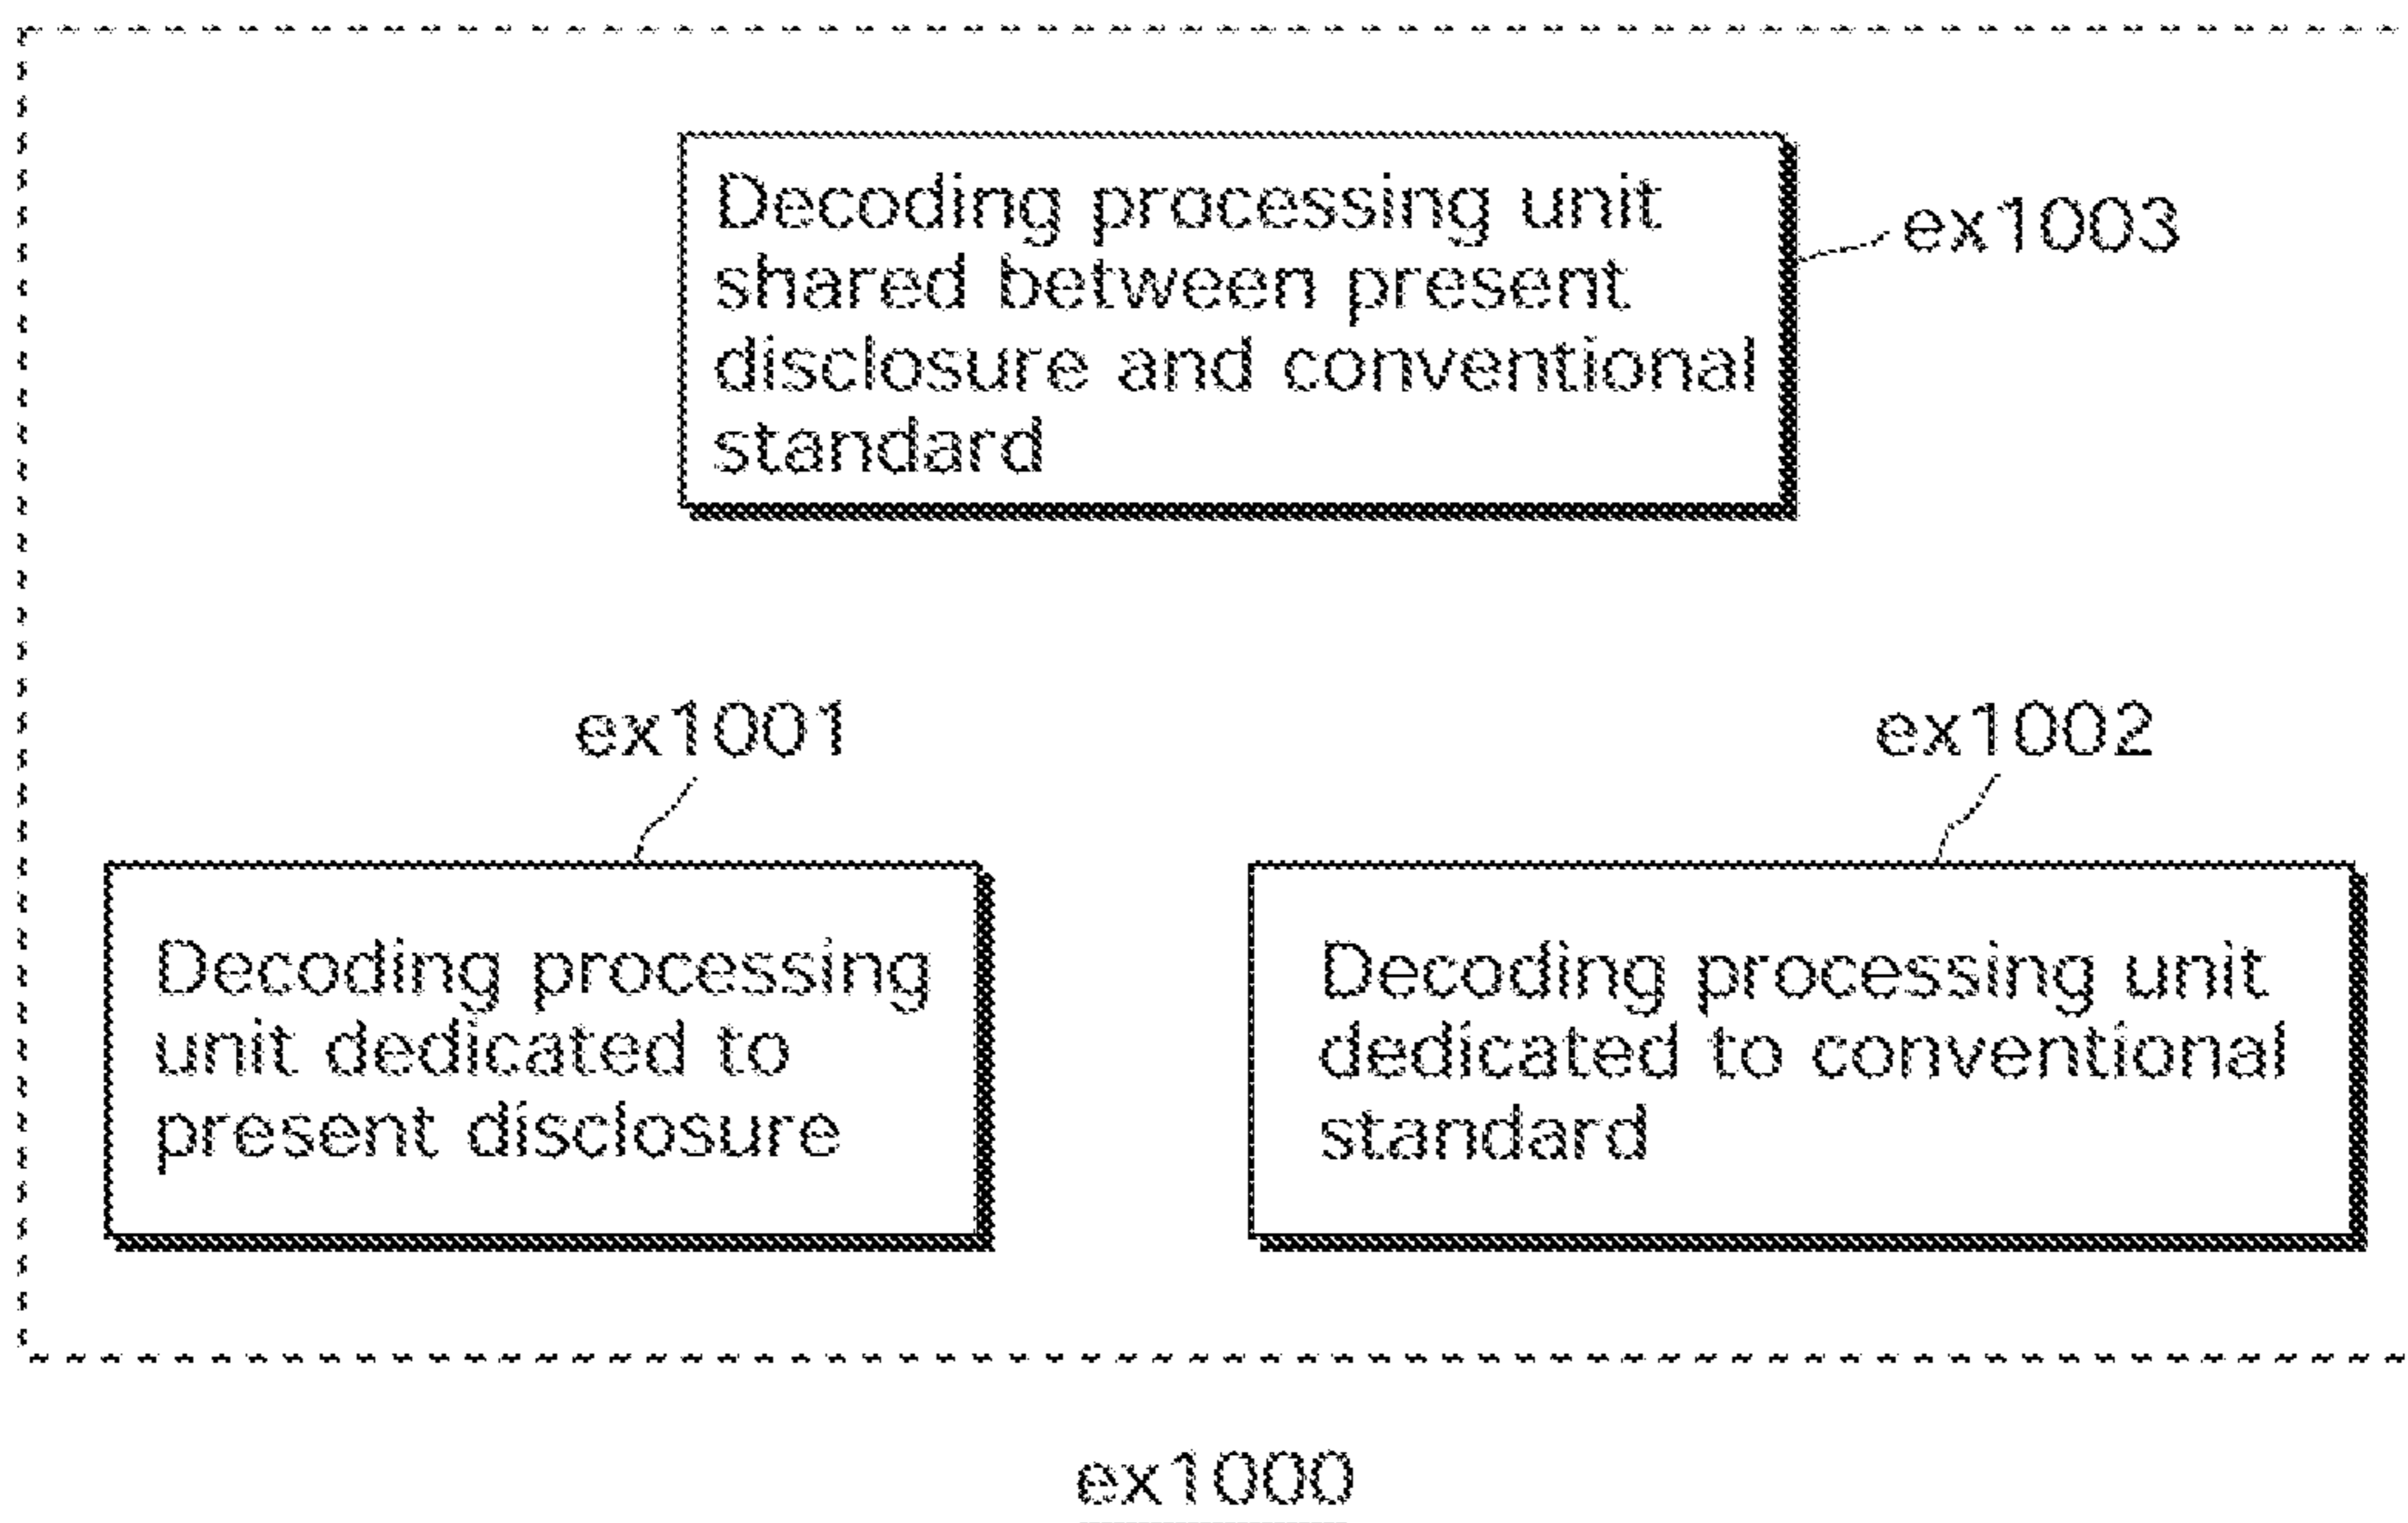 Decoding processing unit
shared between present
disclosure and conventional
standard
ex1003
ex1001
ex1002
Decoding processing
unit dedicated to
present disclosure
Decoding processing unit
dedicated to conventional
standard
ex1000